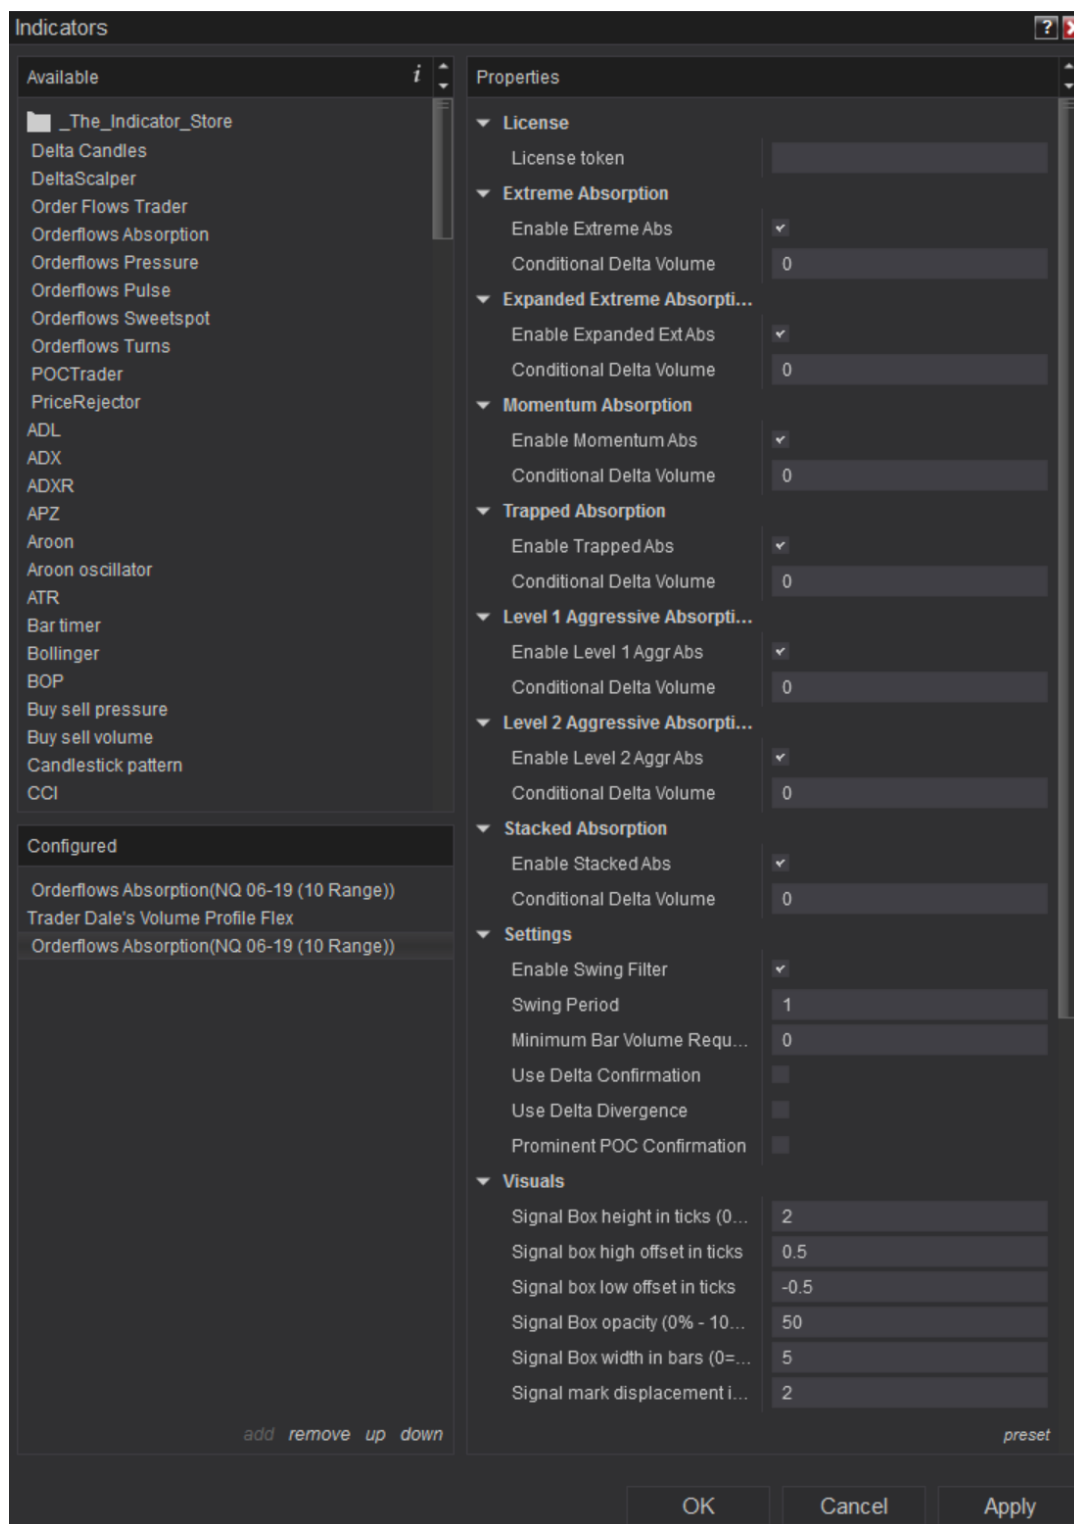 Indicators
?
Available
i
_The_Indicator_Store
Delta Candles
DeltaScalper
Order Flows Trader
Orderflows Absorption
Orderflows Pressure
Orderflows Pulse
Orderflows Sweetspot
Orderflows Turns
POCTrader
PriceRejector
ADL
ADX
ADXR
APZ
Aroon
Aroon oscillator
ATR
Bar timer
Bollinger
BOP
Buy sell pressure
Buy sell volume
Candlestick pattern
CCI
Configured
Orderflows Absorption(NQ 06-19 (10 Range))
Trader Dale's Volume Profile Flex
Orderflows Absorption(NQ 06-19 (10 Range))
add remove up down
Properties
License
License token
Extreme Absorption
Enable Extreme Abs
Conditional Delta Volume 0
Expanded Extreme Absorpti...
Enable Expanded Ext Abs
Conditional Delta Volume 0
Momentum Absorption
Enable Momentum Abs
Conditional Delta Volume 0
Trapped Absorption
Enable Trapped Abs
Conditional Delta Volume 0
Level 1 Aggressive Absorpti...
Enable Level 1 Aggr Abs
Conditional Delta Volume 0
Level 2 Aggressive Absorpti...
Enable Level 2 Aggr Abs
Conditional Delta Volume 0
Stacked Absorption
Enable Stacked Abs
Conditional Delta Volume 0
Settings
Enable Swing Filter
Swing Period 1
Minimum Bar Volume Requ... 0
Use Delta Confirmation
Use Delta Divergence
Prominent POC Confirmation
Visuals
Signal Box height in ticks (0... 2
Signal box high offset in ticks 0.5
Signal box low offset in ticks -0.5
Signal Box opacity (0% - 10... 50
Signal Box width in bars (0=... 5
Signal mark displacement i... 2
preset
OK Cancel Apply